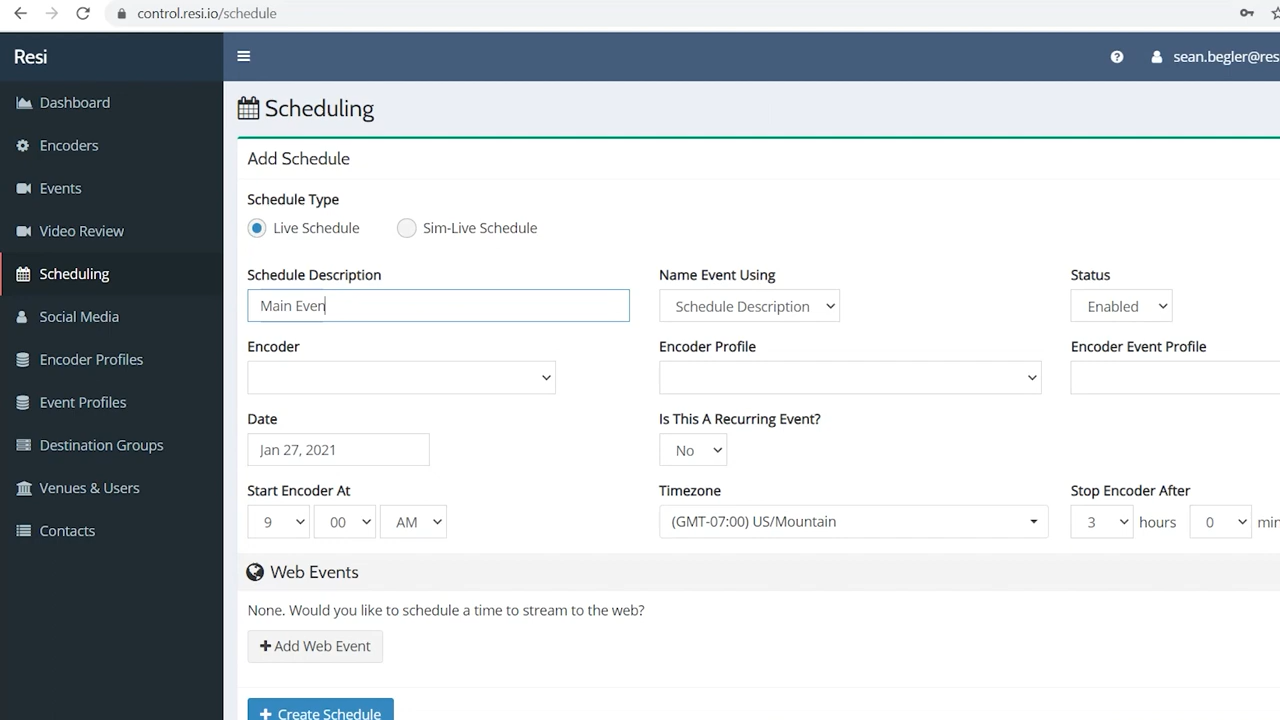 control.resi.io/schedule
Resi
sean.begler@res
Dashboard
Encoders
Events
Video Review
Scheduling
Social Media
Encoder Profiles
Event Profiles
Destination Groups
Venues & Users
Contacts
Scheduling
Add Schedule
Schedule Type
Live Schedule Sim-Live Schedule
Schedule Description Name Event Using Status
Main Even Schedule Description Enabled
Encoder Encoder Profile Encoder Event Profile
Date Is This A Recurring Event?
Jan 27, 2021 No
Start Encoder At Timezone Stop Encoder After
9 00 AM (GMT-07:00) US/Mountain 3 hours 0 min
Web Events
None. Would you like to schedule a time to stream to the web?
+ Add Web Event
+ Create Schedule